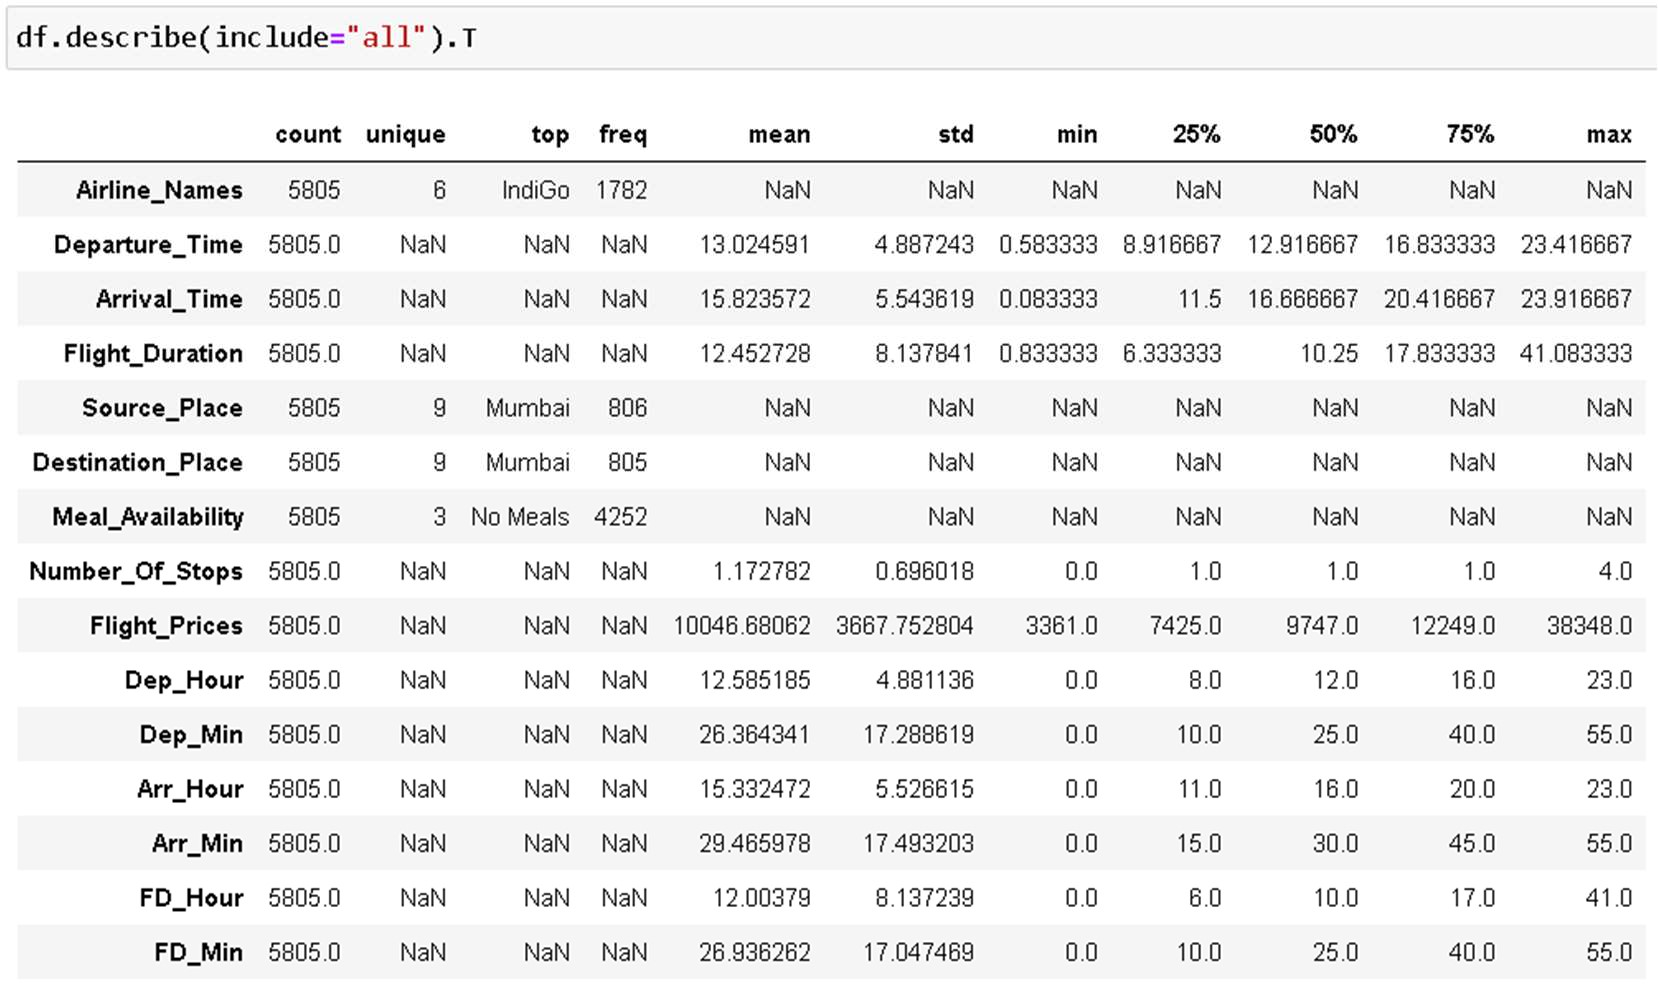 df.describe(include="all").T
count unique top freq mean std min 25% 50% 75% max
Airline_Names 5805 6 IndiGo 1782 NaN NaN NaN NaN NaN NaN NaN
Departure_Time 5805.0 NaN NaN NaN 13.024591 4.887243 0.583333 8.916667 12.916667 16.833333 23.416667
Arrival_Time 5805.0 NaN NaN NaN 15.823572 5.543619 0.083333 11.5 16.666667 20.416667 23.916667
Flight_Duration 5805.0 NaN NaN NaN 12.452728 8.137841 0.833333 6.333333 10.25 17.833333 41.083333
Source_Place 5805 9 Mumbai 806 NaN NaN NaN NaN NaN NaN NaN
Destination_Place 5805 9 Mumbai 805 NaN NaN NaN NaN NaN NaN NaN
Meal_Availability 5805 3 No Meals 4252 NaN NaN NaN NaN NaN NaN NaN
Number_Of_Stops 5805.0 NaN NaN NaN 1.172782 0.696018 0.0 1.0 1.0 1.0 4.0
Flight_Prices 5805.0 NaN NaN NaN 10046.68062 3667.752804 3361.0 7425.0 9747.0 12249.0 38348.0
Dep_Hour 5805.0 NaN NaN NaN 12.585185 4.881136 0.0 8.0 12.0 16.0 23.0
Dep_Min 5805.0 NaN NaN NaN 26.364341 17.288619 0.0 10.0 25.0 40.0 55.0
Arr_Hour 5805.0 NaN NaN NaN 15.332472 5.526615 0.0 11.0 16.0 20.0 23.0
Arr_Min 5805.0 NaN NaN NaN 29.465978 17.493203 0.0 15.0 30.0 45.0 55.0
FD_Hour 5805.0 NaN NaN NaN 12.00379 8.137239 0.0 6.0 10.0 17.0 41.0
FD_Min 5805.0 NaN NaN NaN 26.936262 17.047469 0.0 10.0 25.0 40.0 55.0